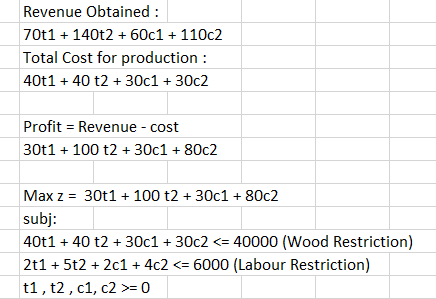 Revenue Obtained :
70t1 + 140t2 + 60c1 + 110c2
Total Cost for production :
40t1 + 40 t2 + 30c1 + 30c2
Profit = Revenue - cost
30t1 + 100 t2 + 30c1 + 80c2
Max z = 30t1 + 100 t2 + 30c1 + 80c2
subj:
40t1 + 40 t2 + 30c1 + 30c2 <= 40000 (Wood Restriction)
2t1 + 5t2 + 2c1 + 4c2 <= 6000 (Labour Restriction)
t1 , t2 , c1, c2 >= 0